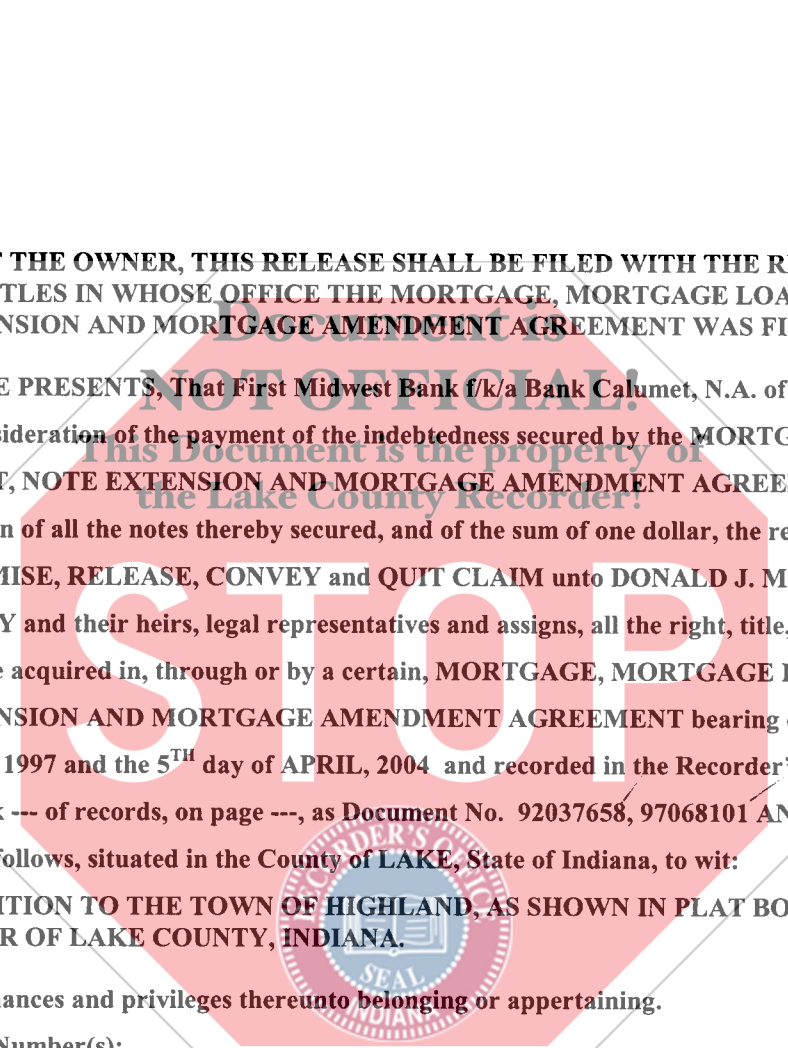 T THE OWNER, THIS RELEASE SHALL BE FILED WITH THE R
TLES IN WHOSE OFFICE THE MORTGAGE, MORTGAGE LOA
NSION AND MORTGAGE AMENDMENT AGREEMENT WAS FI
Document is
E PRESENTS, That First Midwest Bank f/k/a Bank Calumet, N.A. of
NOT OFFICIAL!
sideration of the payment of the indebtedness secured by the MORTG
This Document is the property of
T, NOTE EXTENSION AND MORTGAGE AMENDMENT AGREE
the Lake County Recorder!
n of all the notes thereby secured, and of the sum of one dollar, the re
MISE, RELEASE, CONVEY and QUIT CLAIM unto DONALD J. M
STOP
Y and their heirs, legal representatives and assigns, all the right, title,
e acquired in, through or by a certain, MORTGAGE, MORTGAGE
NSION AND MORTGAGE AMENDMENT AGREEMENT bearing
1997 and the 5TH day of APRIL, 2004 and recorded in the Recorder'
k --- of records, on page ---, as Document No. 92037658, 97068101 AN
follows, situated in the County of LAKE, State of Indiana, to wit:
RECORDER'S OFFICE
ITION TO THE TOWN OF HIGHLAND, AS SHOWN IN PLAT BO
R OF LAKE COUNTY, INDIANA.
SEAL
INDIANA
nances and privileges thereunto belonging or appertaining.
Number(s):